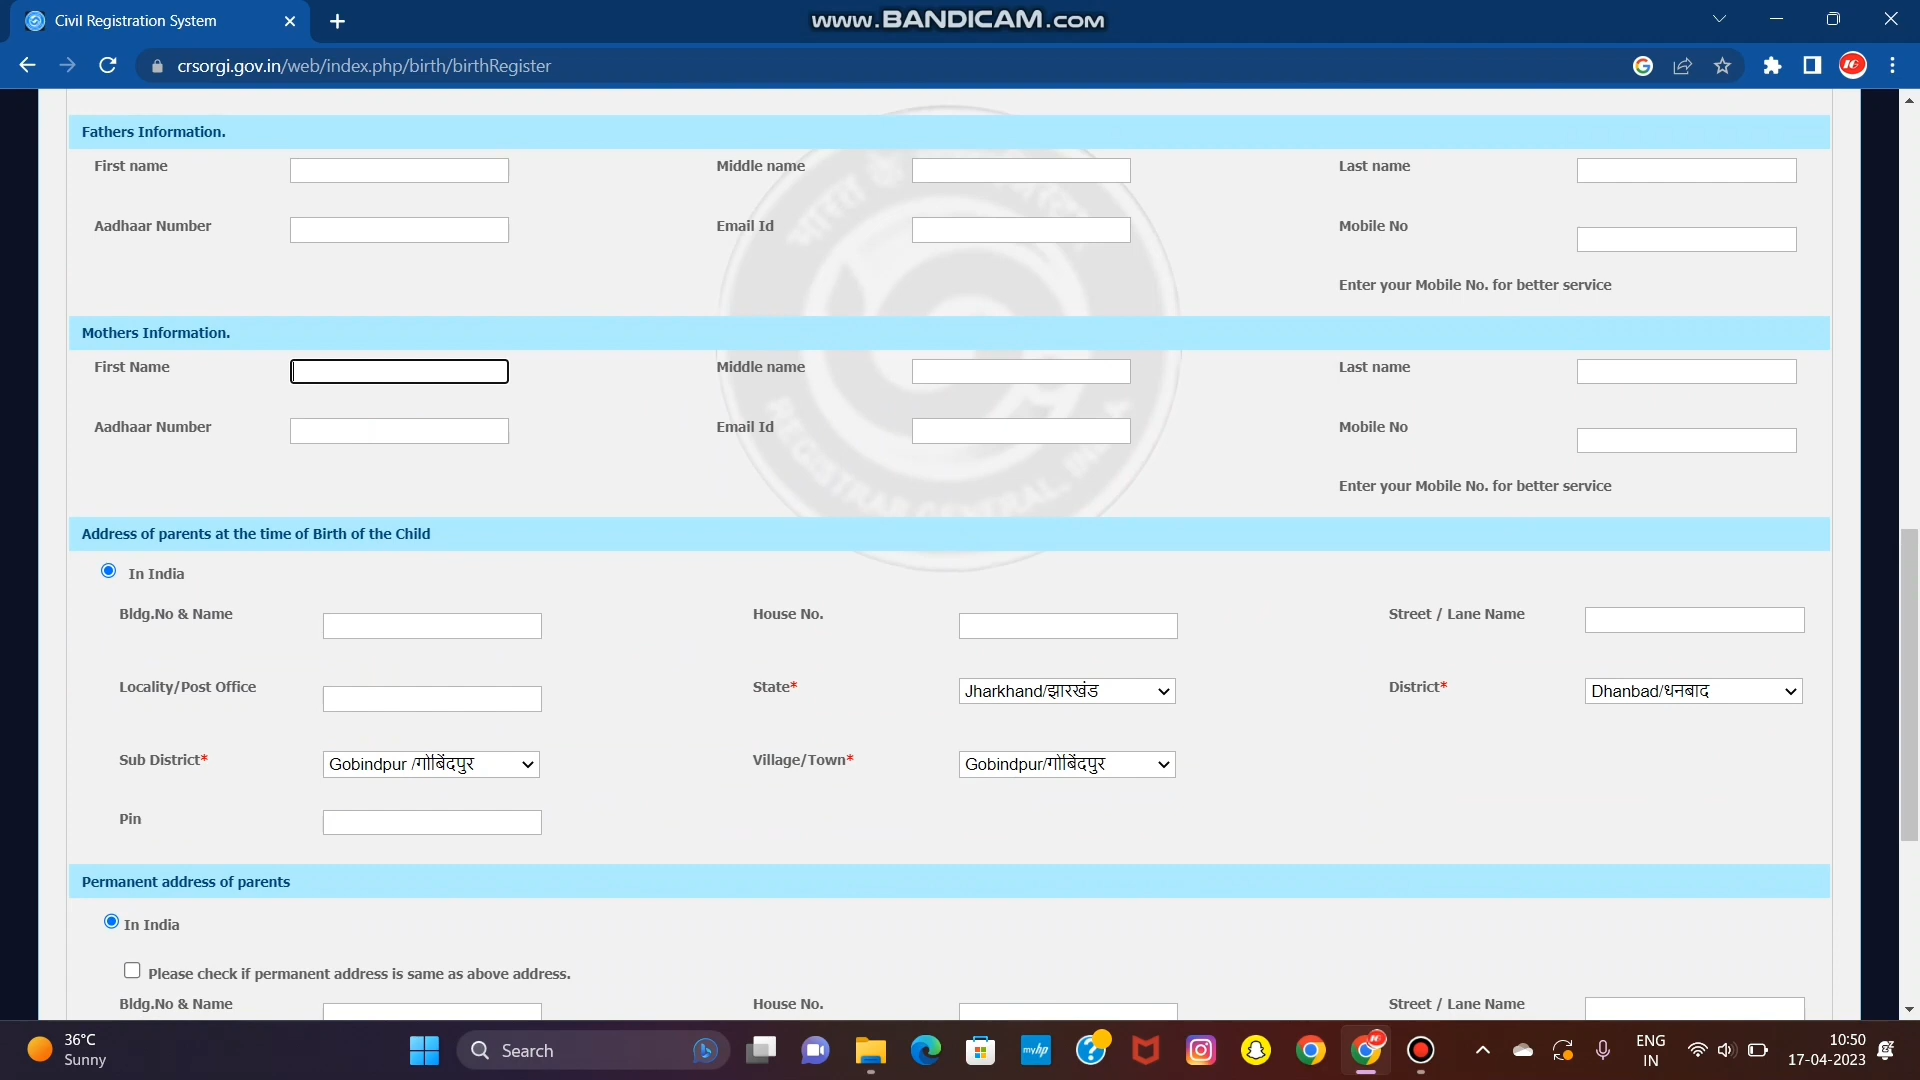 Civil Registration System
www.BANDICAM.com
crsorgi.gov.in/web/index.php/birth/birthRegister
Fathers Information.
First name
Middle name
Last name
Aadhaar Number
Email Id
Mobile No
Enter your Mobile No. for better service
Mothers Information.
First Name
Middle name
Last name
Aadhaar Number
Email Id
Mobile No
Enter your Mobile No. for better service
Address of parents at the time of Birth of the Child
In India
Bldg.No & Name
House No.
Street / Lane Name
Locality/Post Office
State*
Jharkhand/झारखंड
District*
Dhanbad/धनबाद
Sub District*
Gobindpur /गोबिंदपुर
Village/Town*
Gobindpur/गोबिंदपुर
Pin
Permanent address of parents
In India
Please check if permanent address is same as above address.
Bldg.No & Name
House No.
Street / Lane Name
36°C
Sunny
Search
myhp
ENG
IN
10:50
17-04-2023